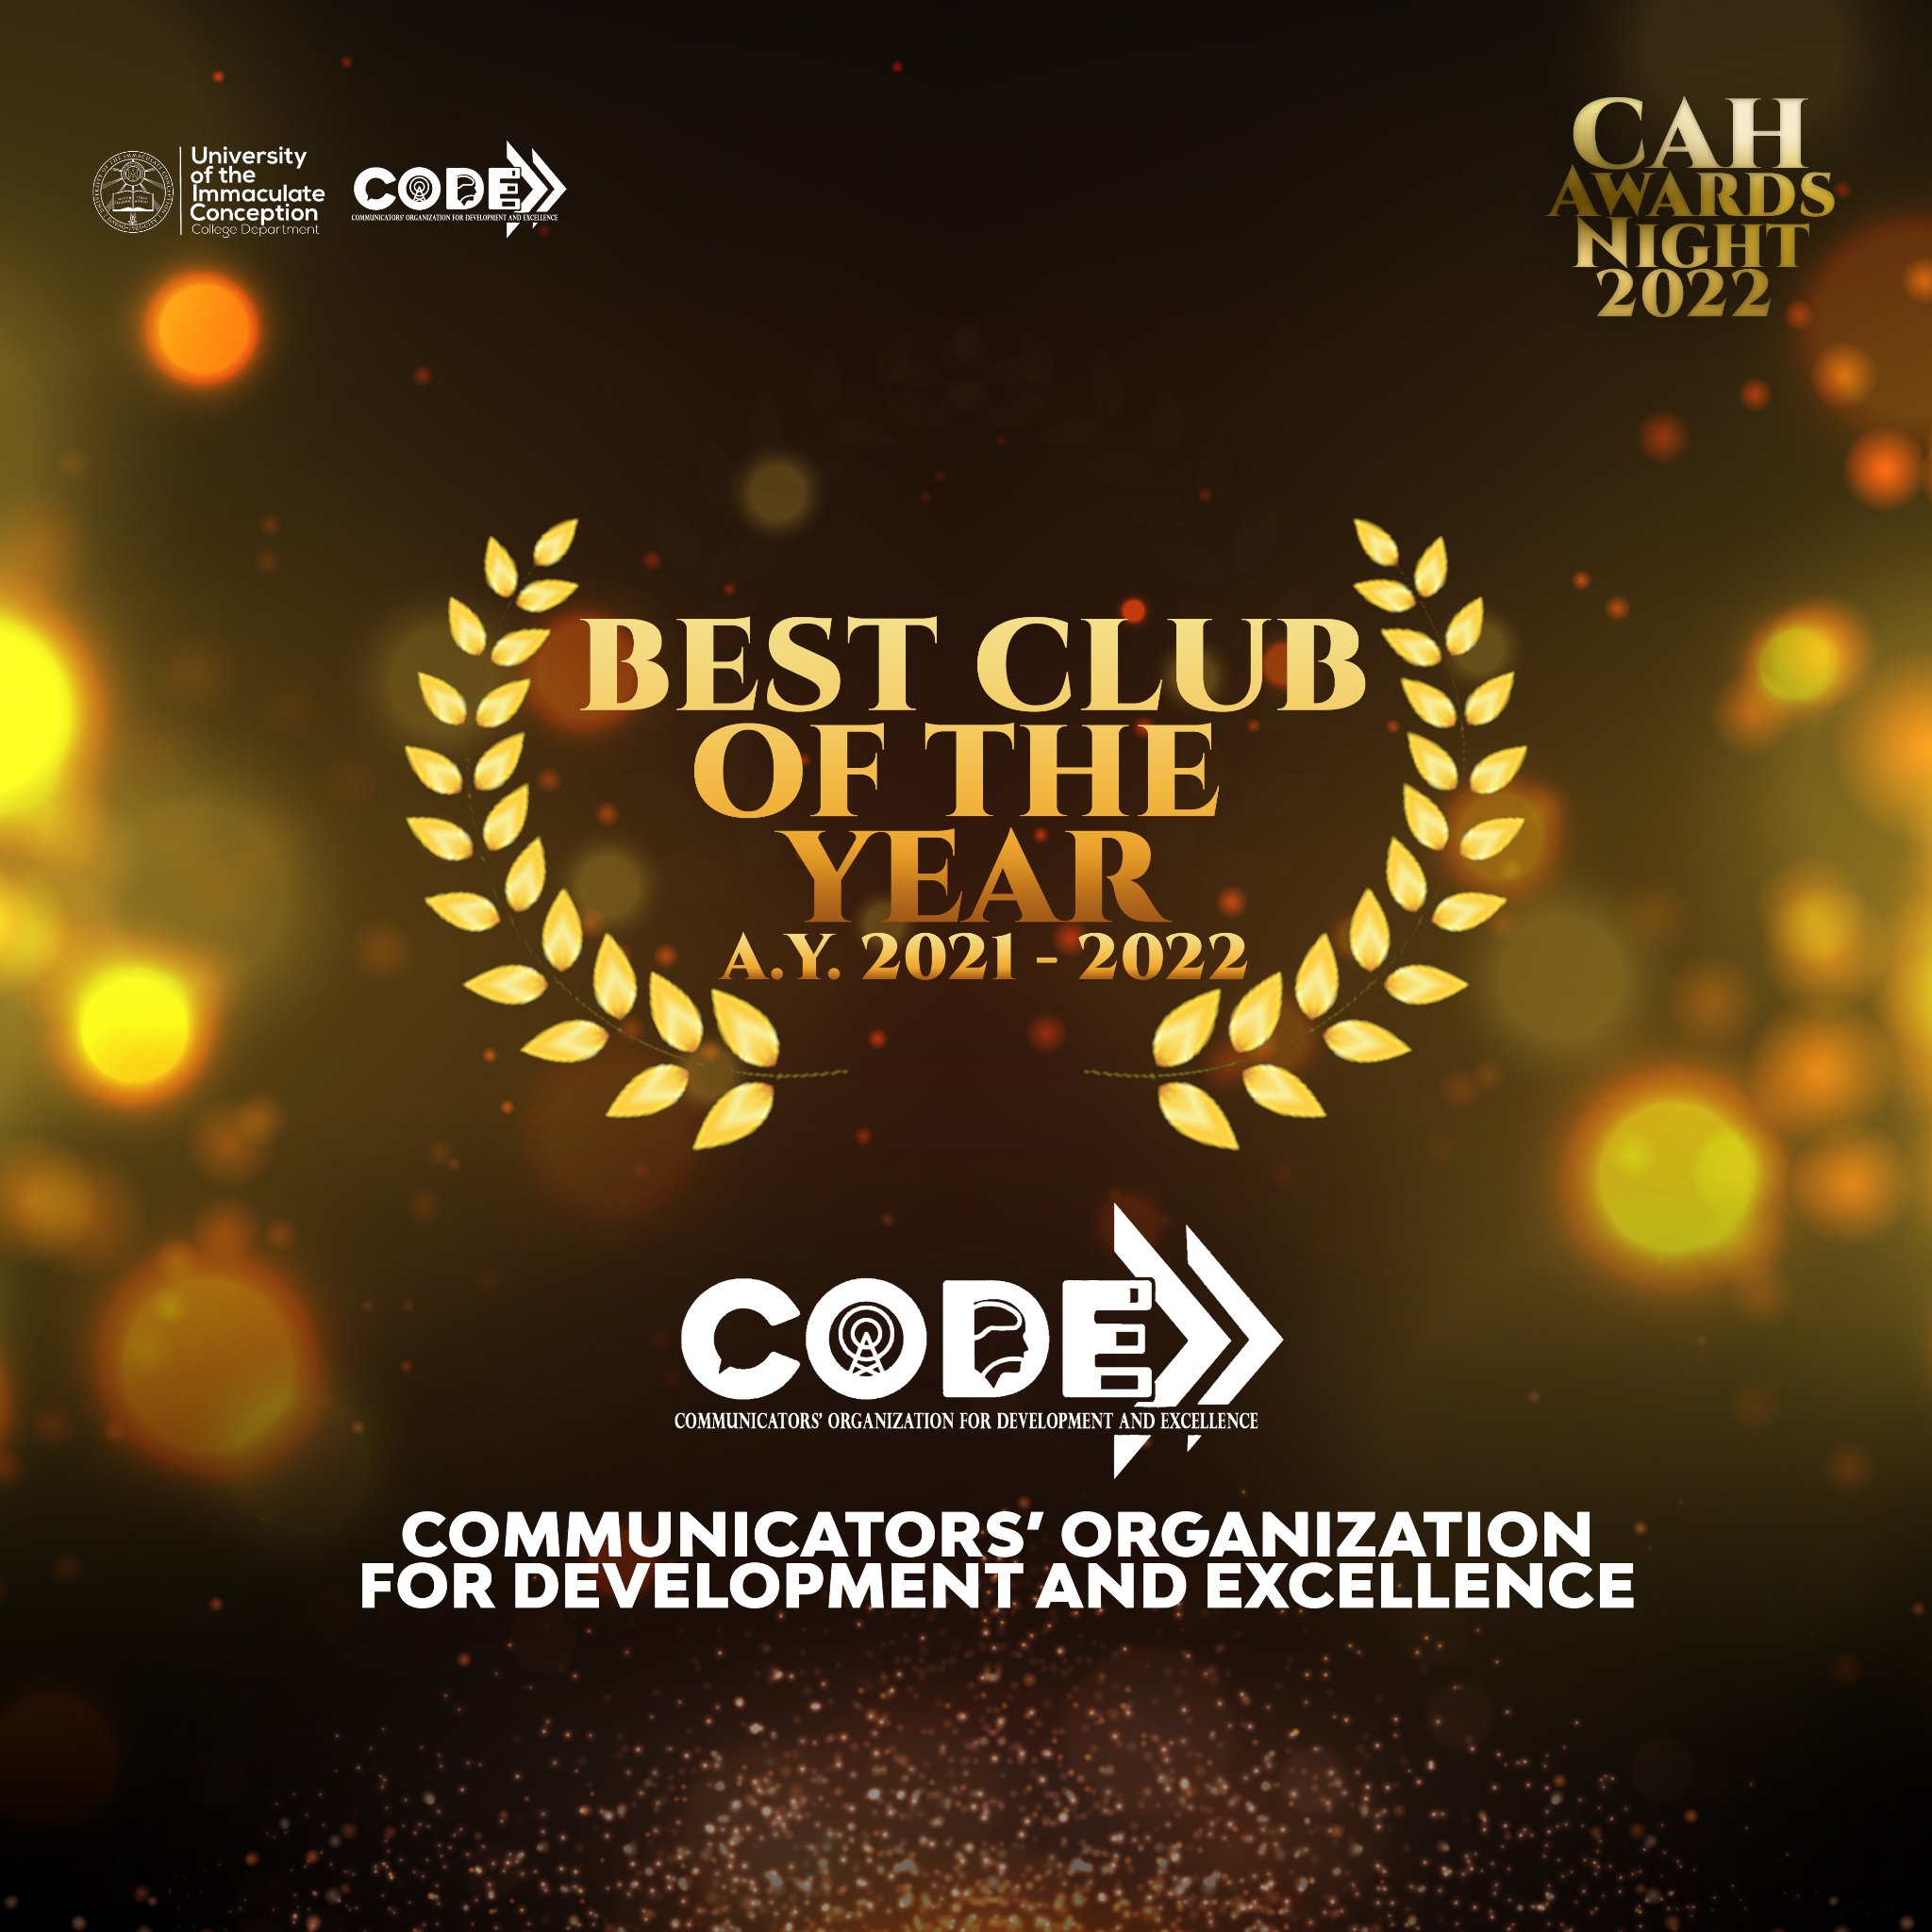 University
of the
Immaculate
Conception
College Department
CODE
COMMUNICATORS' ORGANIZATION FOR DEVELOPMENT AND EXCELLENCE
CAH
AWARDS
NIGHT
2022
BEST CLUB
OF THE
YEAR
A.Y. 2021 - 2022
CODE
COMMUNICATORS' ORGANIZATION FOR DEVELOPMENT AND EXCELLENCE
COMMUNICATORS' ORGANIZATION
FOR DEVELOPMENT AND EXCELLENCE